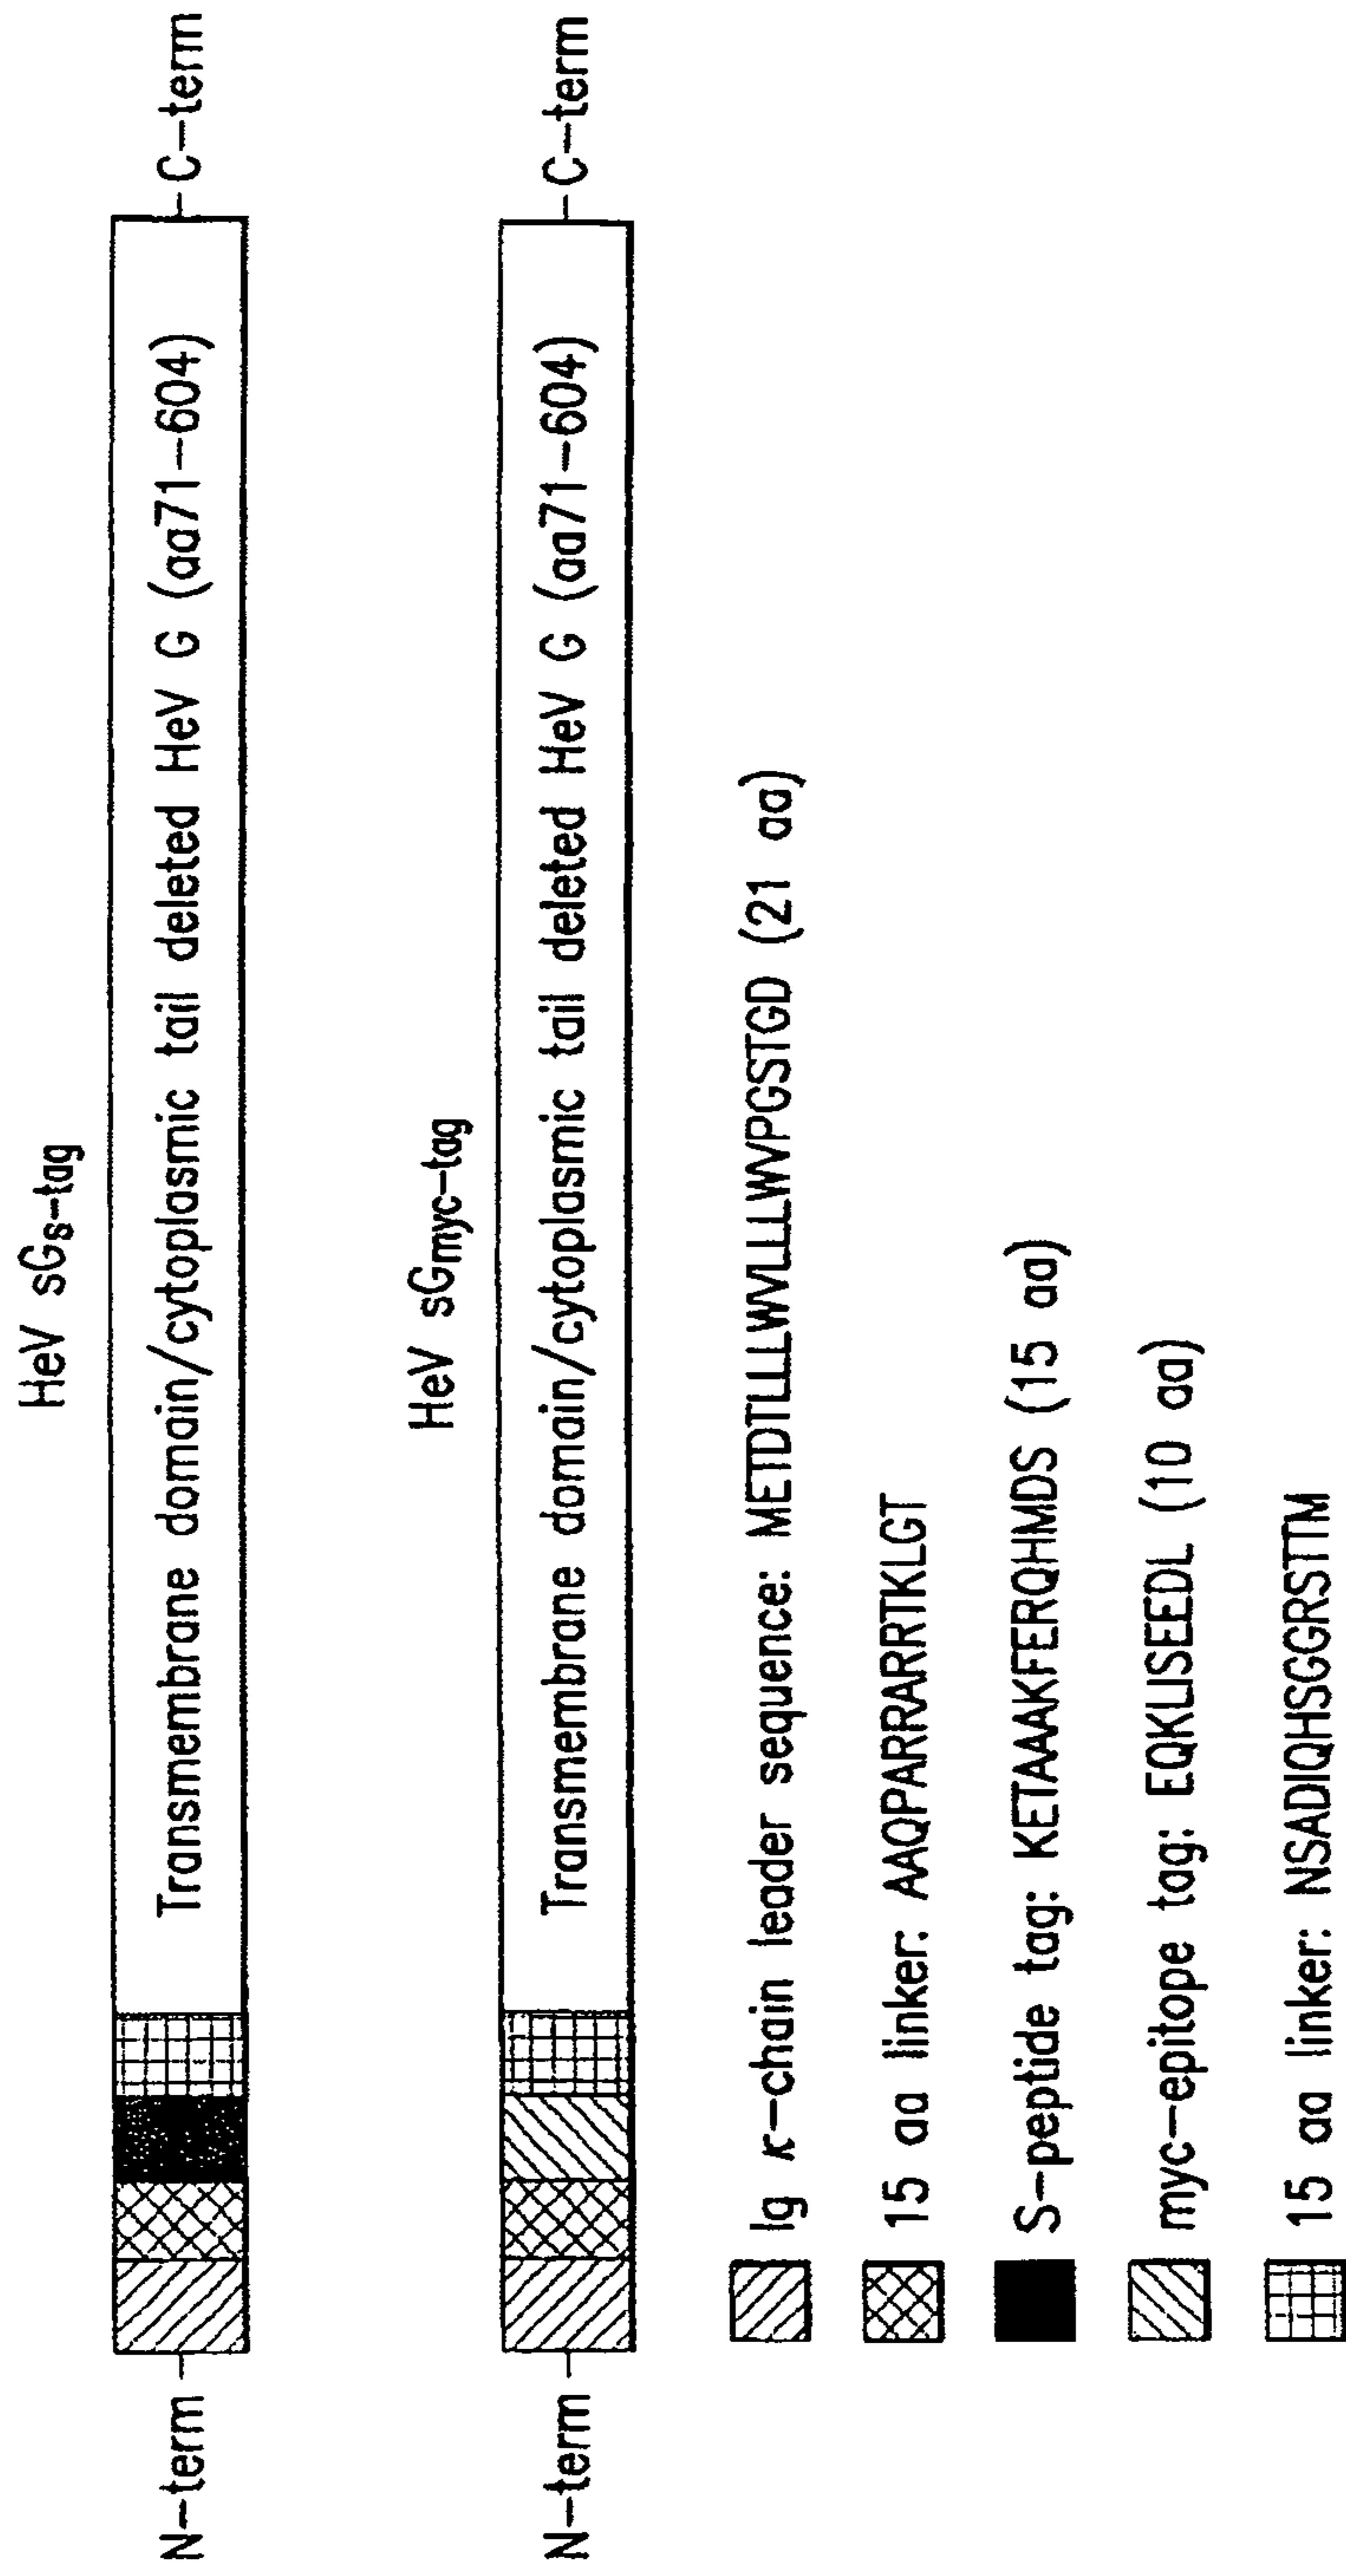 HeV sGs-tag
N-term
Transmembrane domain/cytoplasmic tail deleted HeV G (aa71-604)
C-term
HeV sGmyc-tag
N-term
Transmembrane domain/cytoplasmic tail deleted HeV G (aa71-604)
C-term
Ig κ-chain leader sequence: METDTLLLWVLLLWVPGSTGD (21 aa)
15 aa linker: AAQPARRARRTKLGT
S-peptide tag: KETAAAKFERQHMDS (15 aa)
myc-epitope tag: EQKLISEEDL (10 aa)
15 aa linker: NSADIQHSGGRSTTM